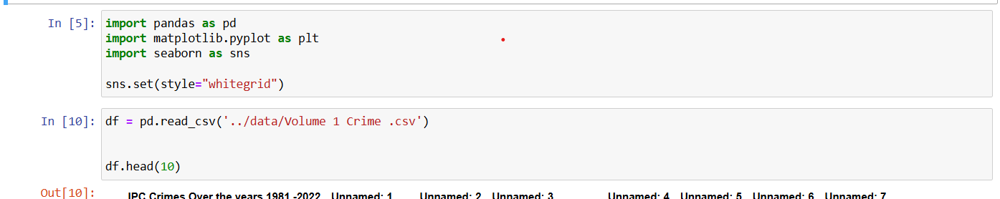 In [5]: import pandas as pd
import matplotlib.pyplot as plt
import seaborn as sns
sns.set(style="whitegrid")
In [10]: df = pd.read_csv('../data/Volume 1 Crime .csv')
df.head(10)
Out[10]: IPC Crimes Over the years 1981 -2022 Unnamed: 1 Unnamed: 2 Unnamed: 3 Unnamed: 4 Unnamed: 5 Unnamed: 6 Unnamed: 7